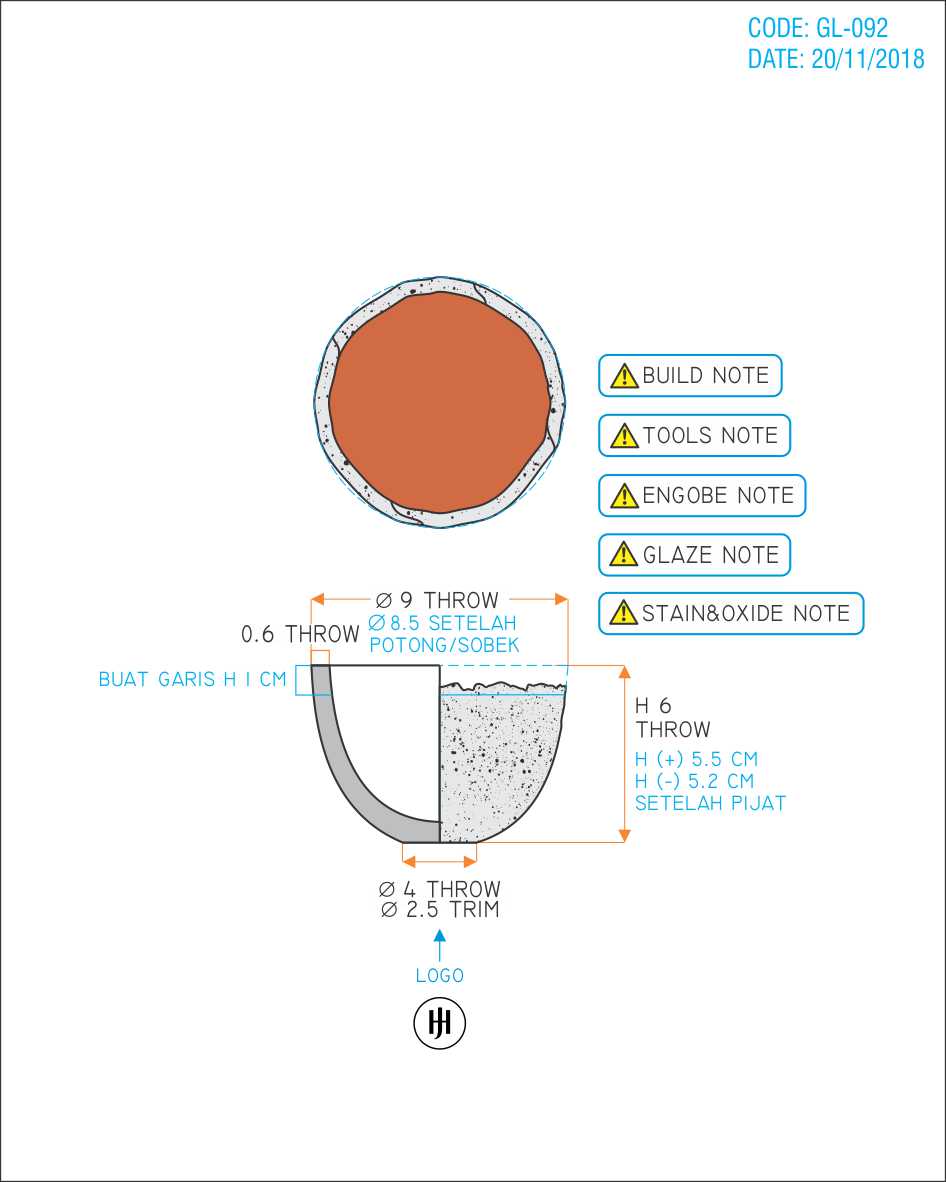 CODE: GL-092
DATE: 20/11/2018
BUILD NOTE
TOOLS NOTE
ENGOBE NOTE
GLAZE NOTE
STAIN&OXIDE NOTE
Ø 9 THROW
Ø 8.5 SETELAH
POTONG/SOBEK
0.6 THROW
BUAT GARIS H 1 CM
H 6
THROW
H (+) 5.5 CM
H (-) 5.2 CM
SETELAH PIJAT
Ø 4 THROW
Ø 2.5 TRIM
LOGO